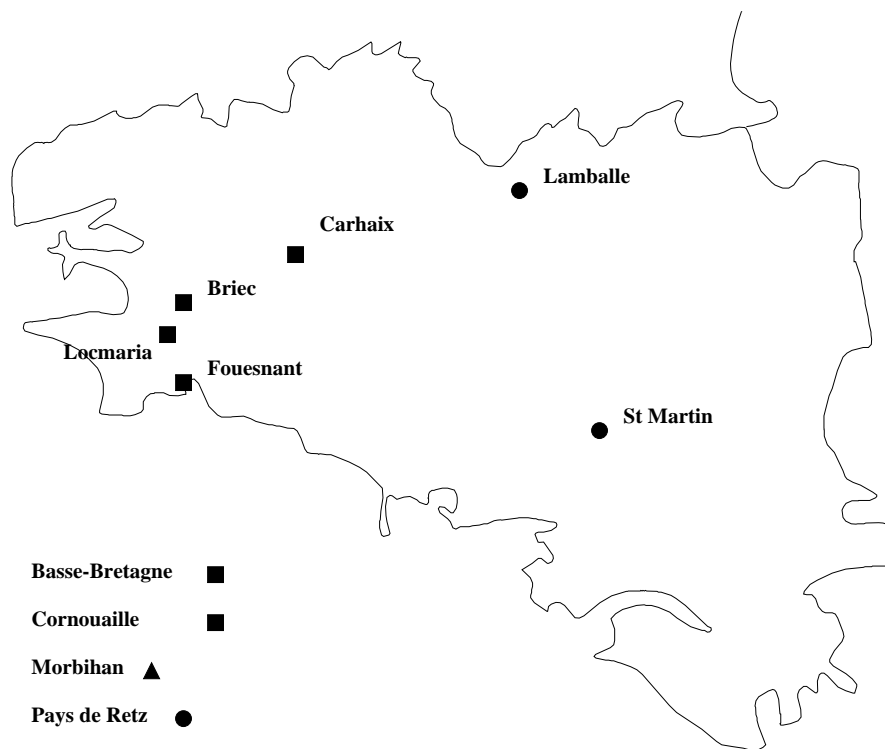 Lamballe
Carhaix
Briec
Locmaria
Fouesnant
St Martin
Basse-Bretagne
Cornouaille
Morbihan
Pays de Retz